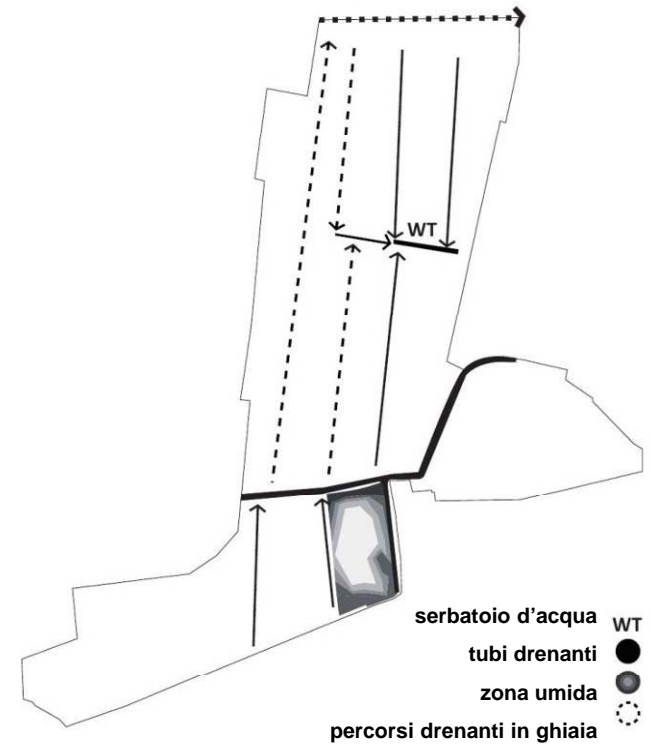 WT
serbatoio d'acqua WT
tubi drenanti
zona umida
percorsi drenanti in ghiaia